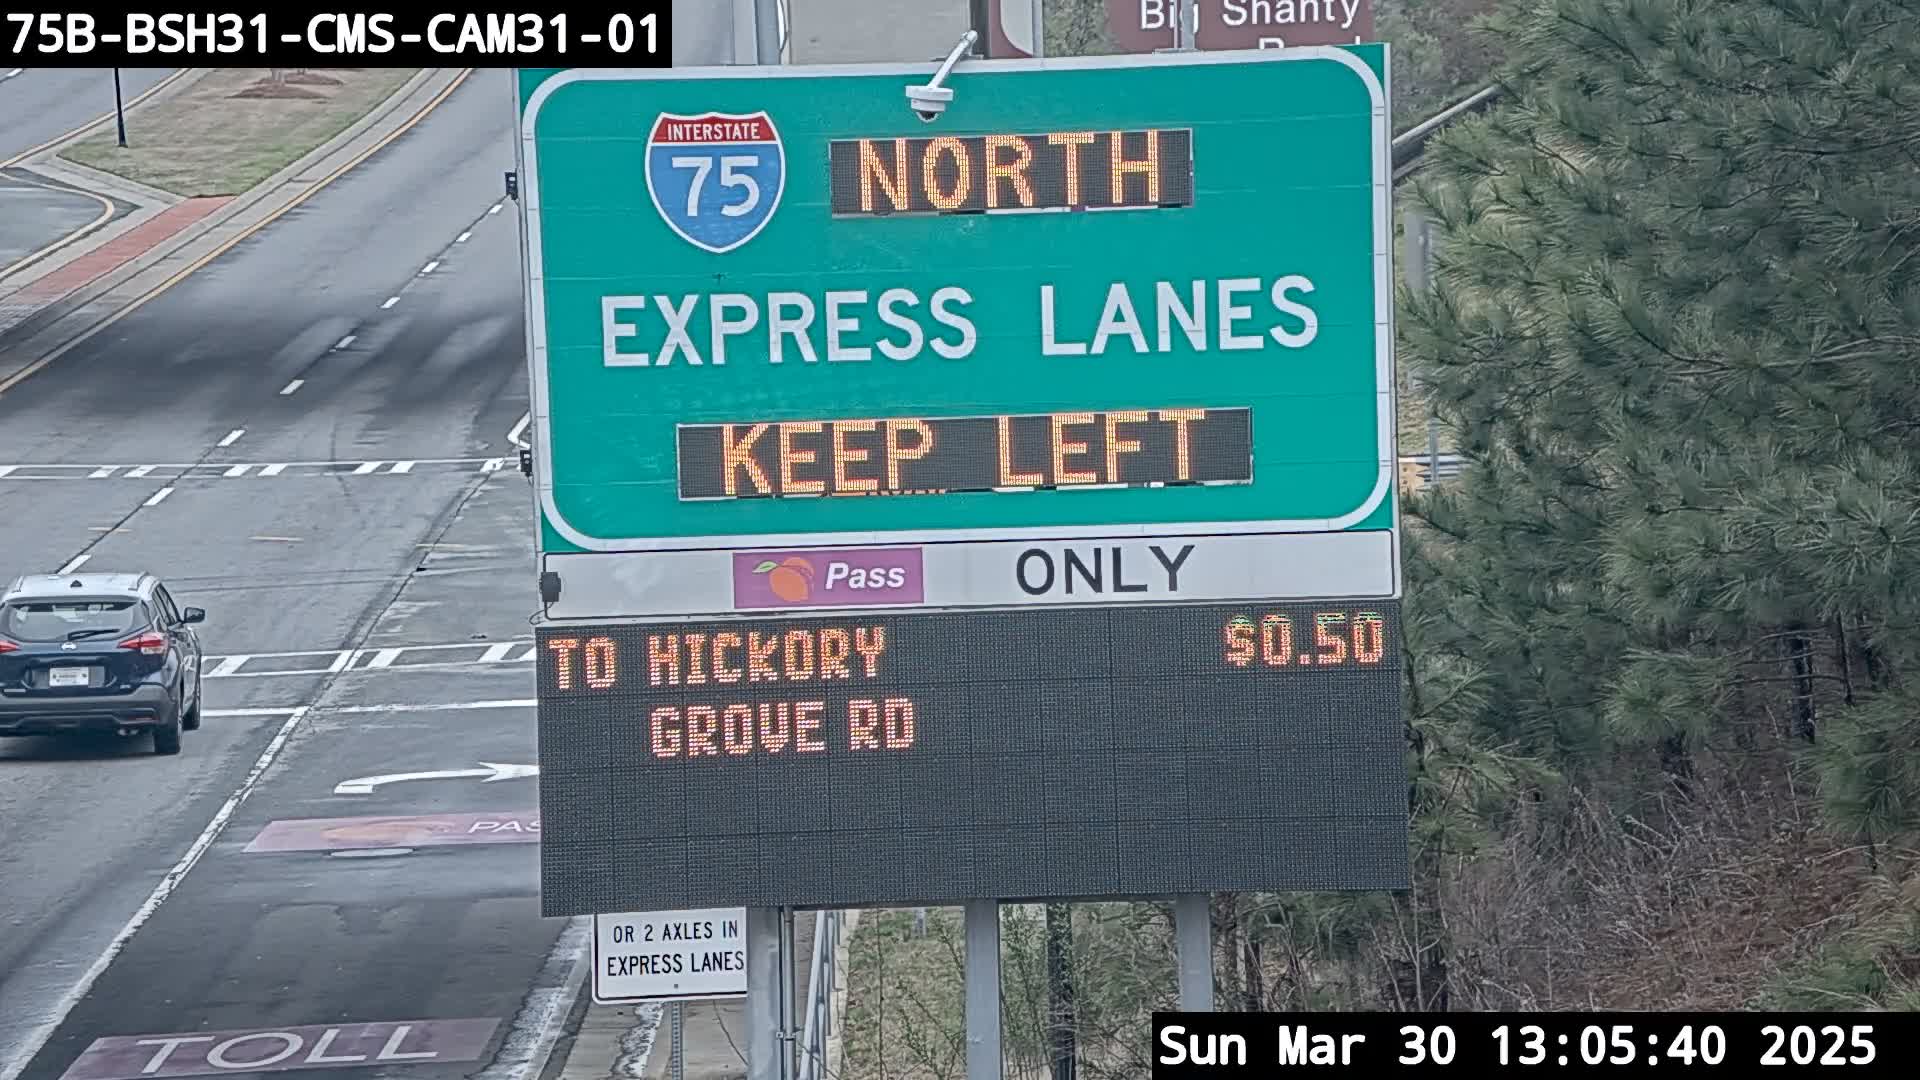 75B-BSH31-CMS-CAM31-01
Big Shanty
INTERSTATE
75
NORTH
EXPRESS LANES
KEEP LEFT
Pass ONLY
TO HICKORY $0.50
GROVE RD
OR 2 AXLES IN
EXPRESS LANES
TOLL
Sun Mar 30 13:05:40 2025